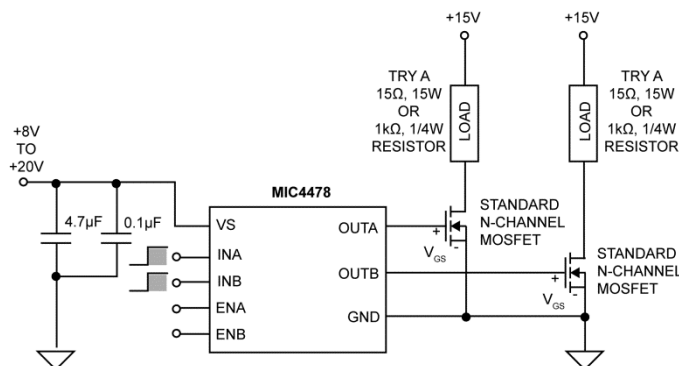 +15V
+15V
TRY A
15Ω, 15W
OR
1kΩ, 1/4W
RESISTOR
LOAD
TRY A
15Ω, 15W
OR
1kΩ, 1/4W
RESISTOR
LOAD
+8V
TO
+20V
4.7µF
0.1µF
MIC4478
VS
INA
INB
ENA
ENB
OUTA
OUTB
GND
+
-
VGS
STANDARD
N-CHANNEL
MOSFET
+
-
VGS
STANDARD
N-CHANNEL
MOSFET